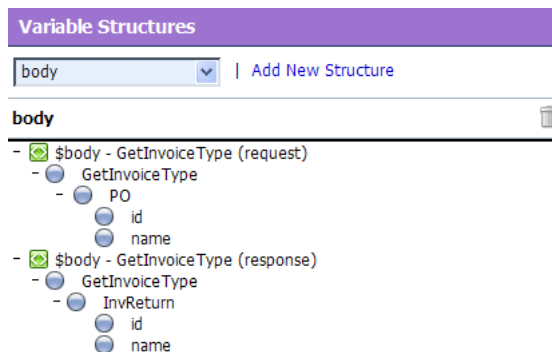 Variable Structures
body | Add New Structure
body
- $body - GetInvoiceType (request)
- GetInvoiceType
- PO
id
name
- $body - GetInvoiceType (response)
- GetInvoiceType
- InvReturn
id
name